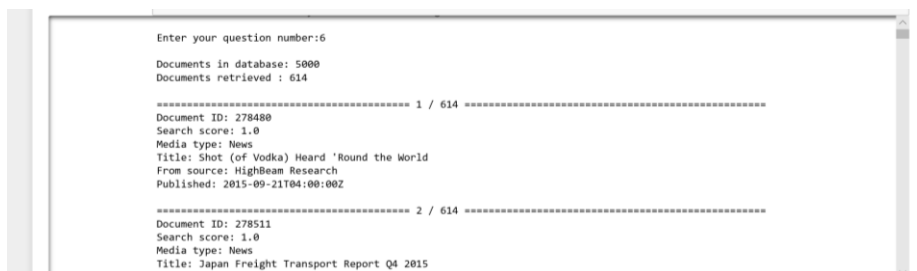 Enter your question number:6
Documents in database: 5000
Documents retrieved : 614
========================================== 1 / 614 ==================================================
Document ID: 278480
Search score: 1.0
Media type: News
Title: Shot (of Vodka) Heard 'Round the World
From source: HighBeam Research
Published: 2015-09-21T04:00:00Z
========================================== 2 / 614 ==================================================
Document ID: 278511
Search score: 1.0
Media type: News
Title: Japan Freight Transport Report Q4 2015